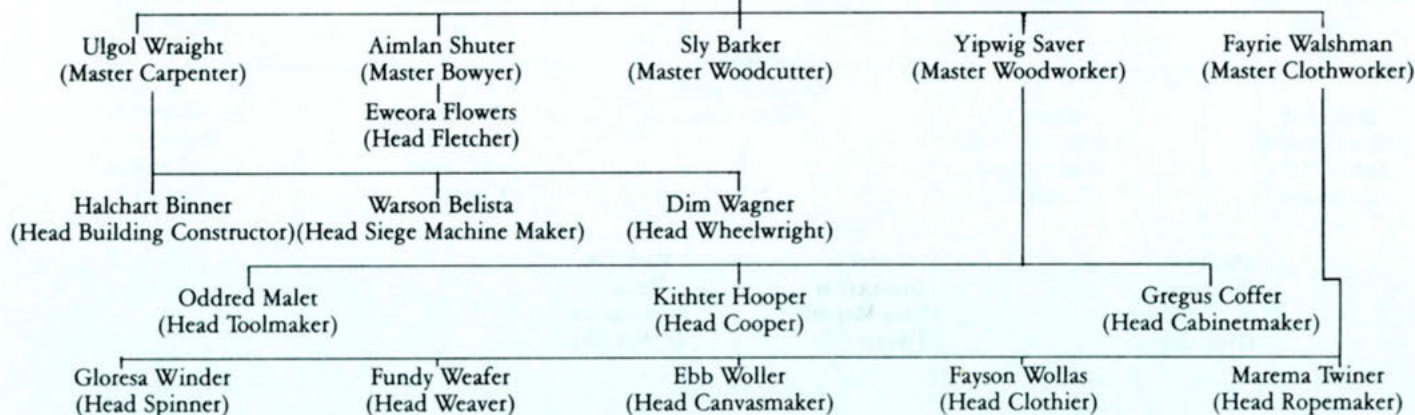 Ulgol Wraight
(Master Carpenter)
Aimlan Shuter
(Master Bowyer)
Eweora Flowers
(Head Fletcher)
Sly Barker
(Master Woodcutter)
Yipwig Saver
(Master Woodworker)
Fayrie Walshman
(Master Clothworker)
Halchart Binner
(Head Building Constructor)
Warson Belista
(Head Siege Machine Maker)
Dim Wagner
(Head Wheelwright)
Oddred Malet
(Head Toolmaker)
Kithter Hooper
(Head Cooper)
Gregus Coffer
(Head Cabinetmaker)
Gloresa Winder
(Head Spinner)
Fundy Weafer
(Head Weaver)
Ebb Woller
(Head Canvasmaker)
Fayson Wollas
(Head Clothier)
Marema Twiner
(Head Ropemaker)